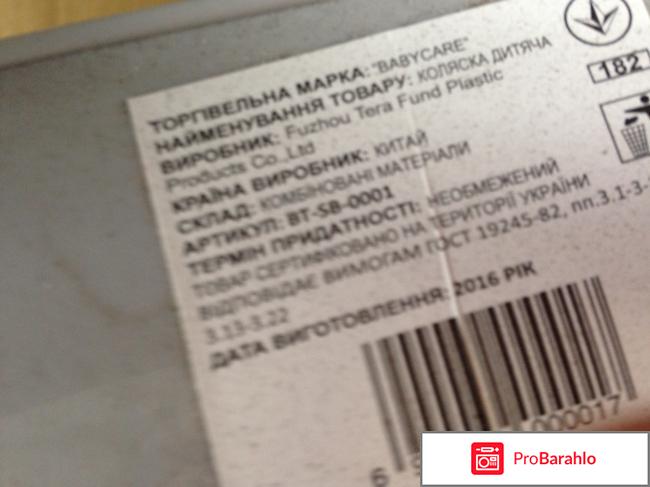 ТОРГІВЕЛЬНА МАРКА: "BABYCARE"
НАЙМЕНУВАННЯ ТОВАРУ: КОЛЯСКА ДИТЯЧА
ВИРОБНИК: Fuzhou Tera Fund Plastic
Products Co.,Ltd
КРАЇНА ВИРОБНИК: КИТАЙ
СКЛАД: КОМБІНОВАНІ МАТЕРІАЛИ
АРТИКУЛ: BT-SB-0001
ТЕРМІН ПРИДАТНОСТІ: НЕОБМЕЖЕНИЙ
ТОВАР СЕРТИФІКОВАНО НА ТЕРИТОРІЇ УКРАЇНИ
ВІДПОВІДАЄ ВИМОГАМ ГОСТ 19245-82, пп.3.1-3-
3.13-3.22
ДАТА ВИГОТОВЛЕННЯ: 2016 РІК
182
6
000017
ProBarahlo